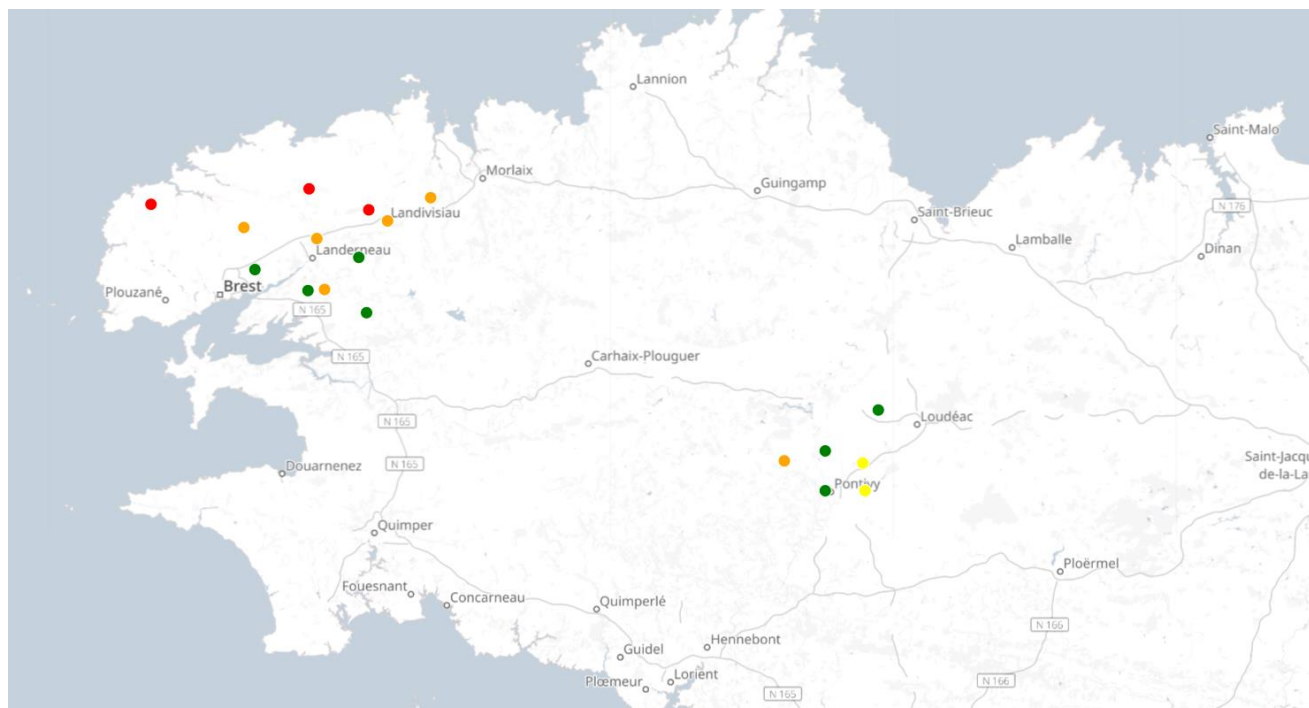 Lannion
Saint-Malo
Morlaix
Guingamp
N 176
Landivisiau
Saint-Brieuc
Lamballe
Dinan
Landerneau
Brest
Plouzané
N 165
N 165
Carhaix-Plouguer
N 165
Loudéac
Saint-Jacqu
de-la-La
Douarnenez
N 165
Pontivy
Quimper
Ploërmel
Fouesnant
Concarneau
Quimperlé
N 166
Hennebont
Guidel
Lorient
Plœmeur
N 165
N 166